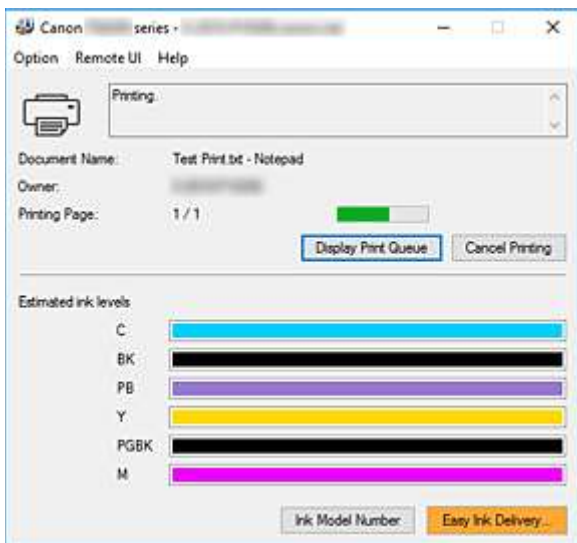 Canon series -
Option Remote UI Help
Printing.
Document Name: Test Print.txt - Notepad
Owner:
Printing Page: 1 / 1
Display Print Queue Cancel Printing
Estimated ink levels
C
BK
PB
Y
PGBK
M
Ink Model Number Easy Ink Delivery...